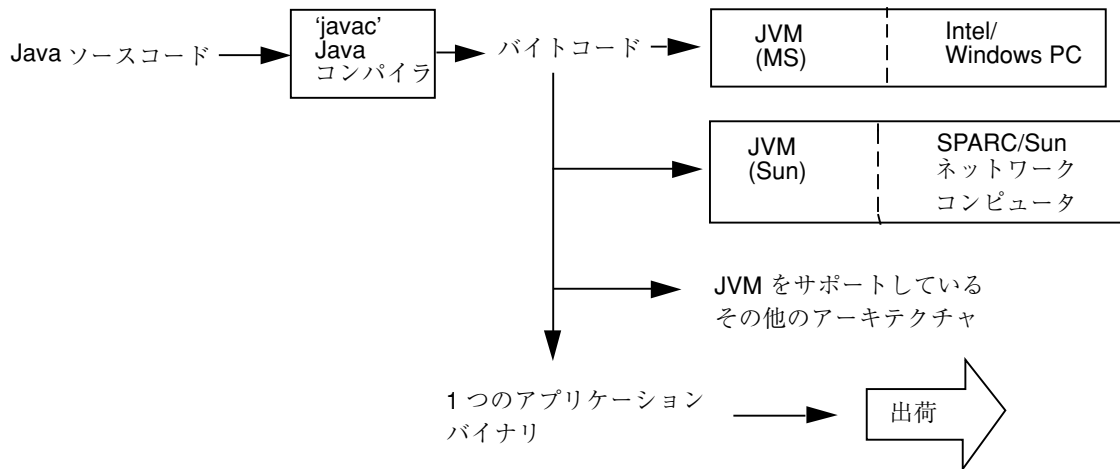 Java ソースコード
'javac'
Java
コンパイラ
バイトコード
JVM
(MS)
Intel/
Windows PC
JVM
(Sun)
SPARC/Sun
ネットワーク
コンピュータ
JVM をサポートしている
その他のアーキテクチャ
1 つのアプリケーション
バイナリ
出荷